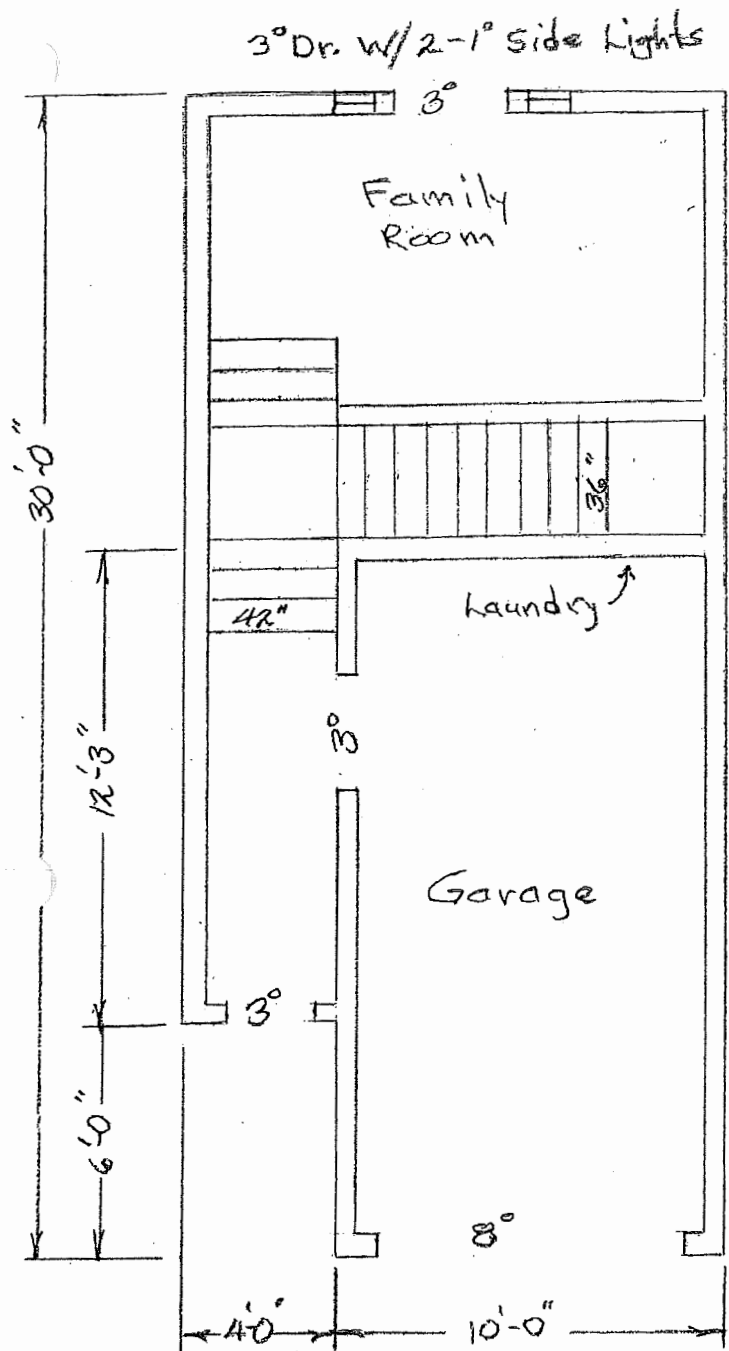 3° Dr. W/ 2-1° Side Lights
3°
Family
Room
30'-0"
36"
Laundry
42"
12'-3"
3°
Garage
3°
6'-0"
8°
4'-0"
10'-0"